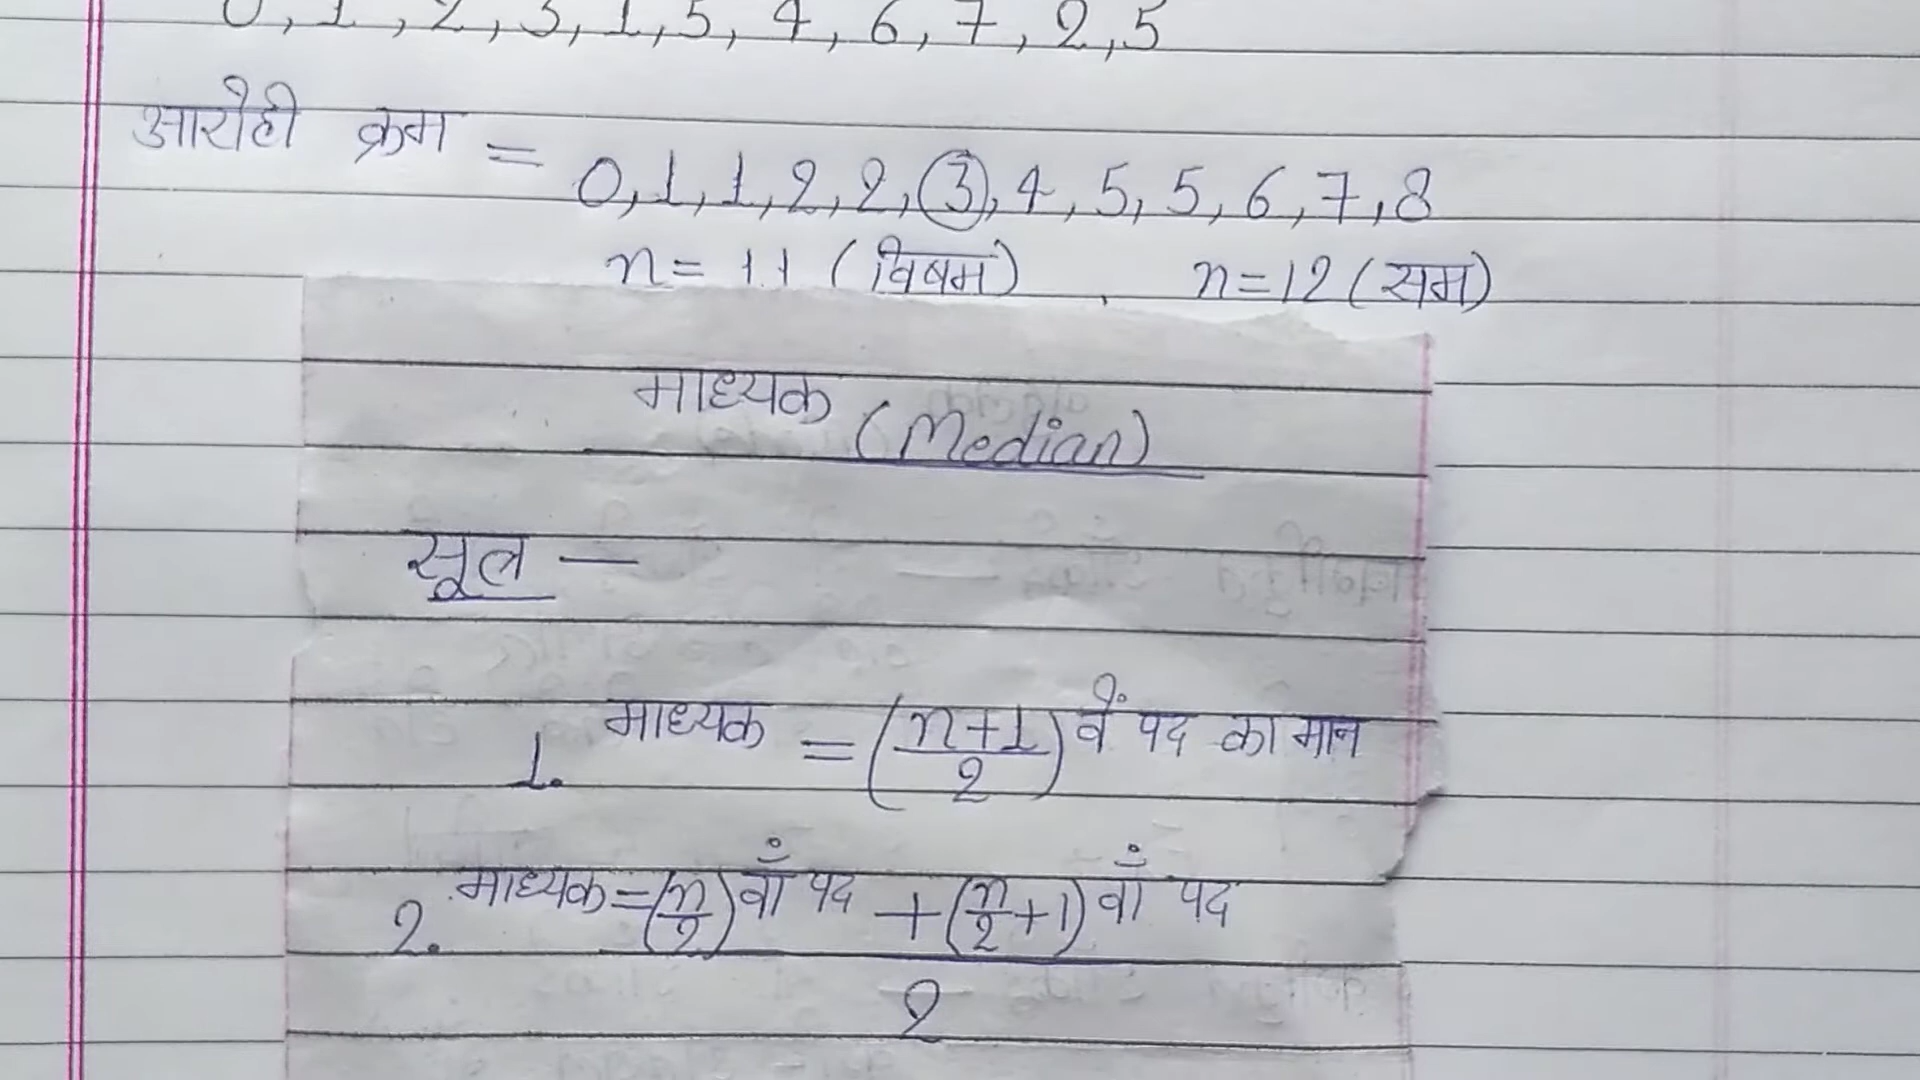 0, 1, 2, 3, 1, 5, 4, 6, 7, 2, 5
आरोही क्रम = 0, 1, 1, 2, 2, 3, 4, 5, 5, 6, 7, 8
n = 11 (विषम) n = 12 (सम)
माध्यक (Median)
सूत्र —
1. माध्यक = (n+1/2) वें पद का मान
2. माध्यक = (n/2) वाँ पद + (n/2 + 1) वाँ पद
2